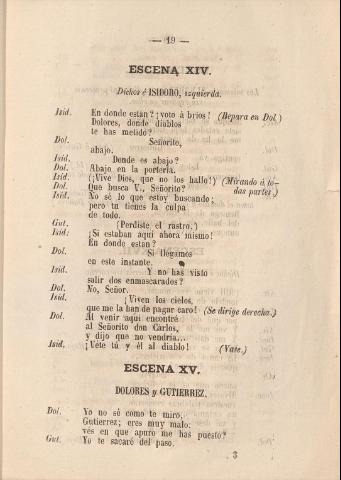 — 19 —
ESCENA XIV.
Dichos é ISIDORO, izquierda.
Isid. En donde están? ¡voto á brios! (Repara en Dol.)
Dolores, donde diablos
te has metido?
Dol. Señorito,
abajo.
Isid. Donde es abajo?
Dol. Abajo en la portería.
Isid. (¡Vive Dios, que no los hallo!) (Mirando á to-
Dol. Que busca V., Señorito? das partes.)
Isid. No sé lo que estoy buscando;
pero tu tienes la culpa
de todo.
Gut. (Perdiste el rastro.)
Isid. ¡Si estaban aquí ahora mismo!
En donde están?
Dol. Si llegamos
en este instante.
Isid. Y no has visto
salir dos enmascarados?
Dol. No, Señor.
Isid. ¡Viven los cielos,
que me la han de pagar caro! (Se dirige derecha.)
Dol. Al venir aquí encontré
al Señorito don Carlos,
y dijo que no vendria...
Isid. ¡Vete tú y él al diablo! (Vase.)
ESCENA XV.
DOLORES y GUTIERREZ.
Dol. Yo no sé como te miro,
Gutierrez; eres muy malo:
vés en que apuro me has puesto?
Gut. Yo te sacaré del paso.
3